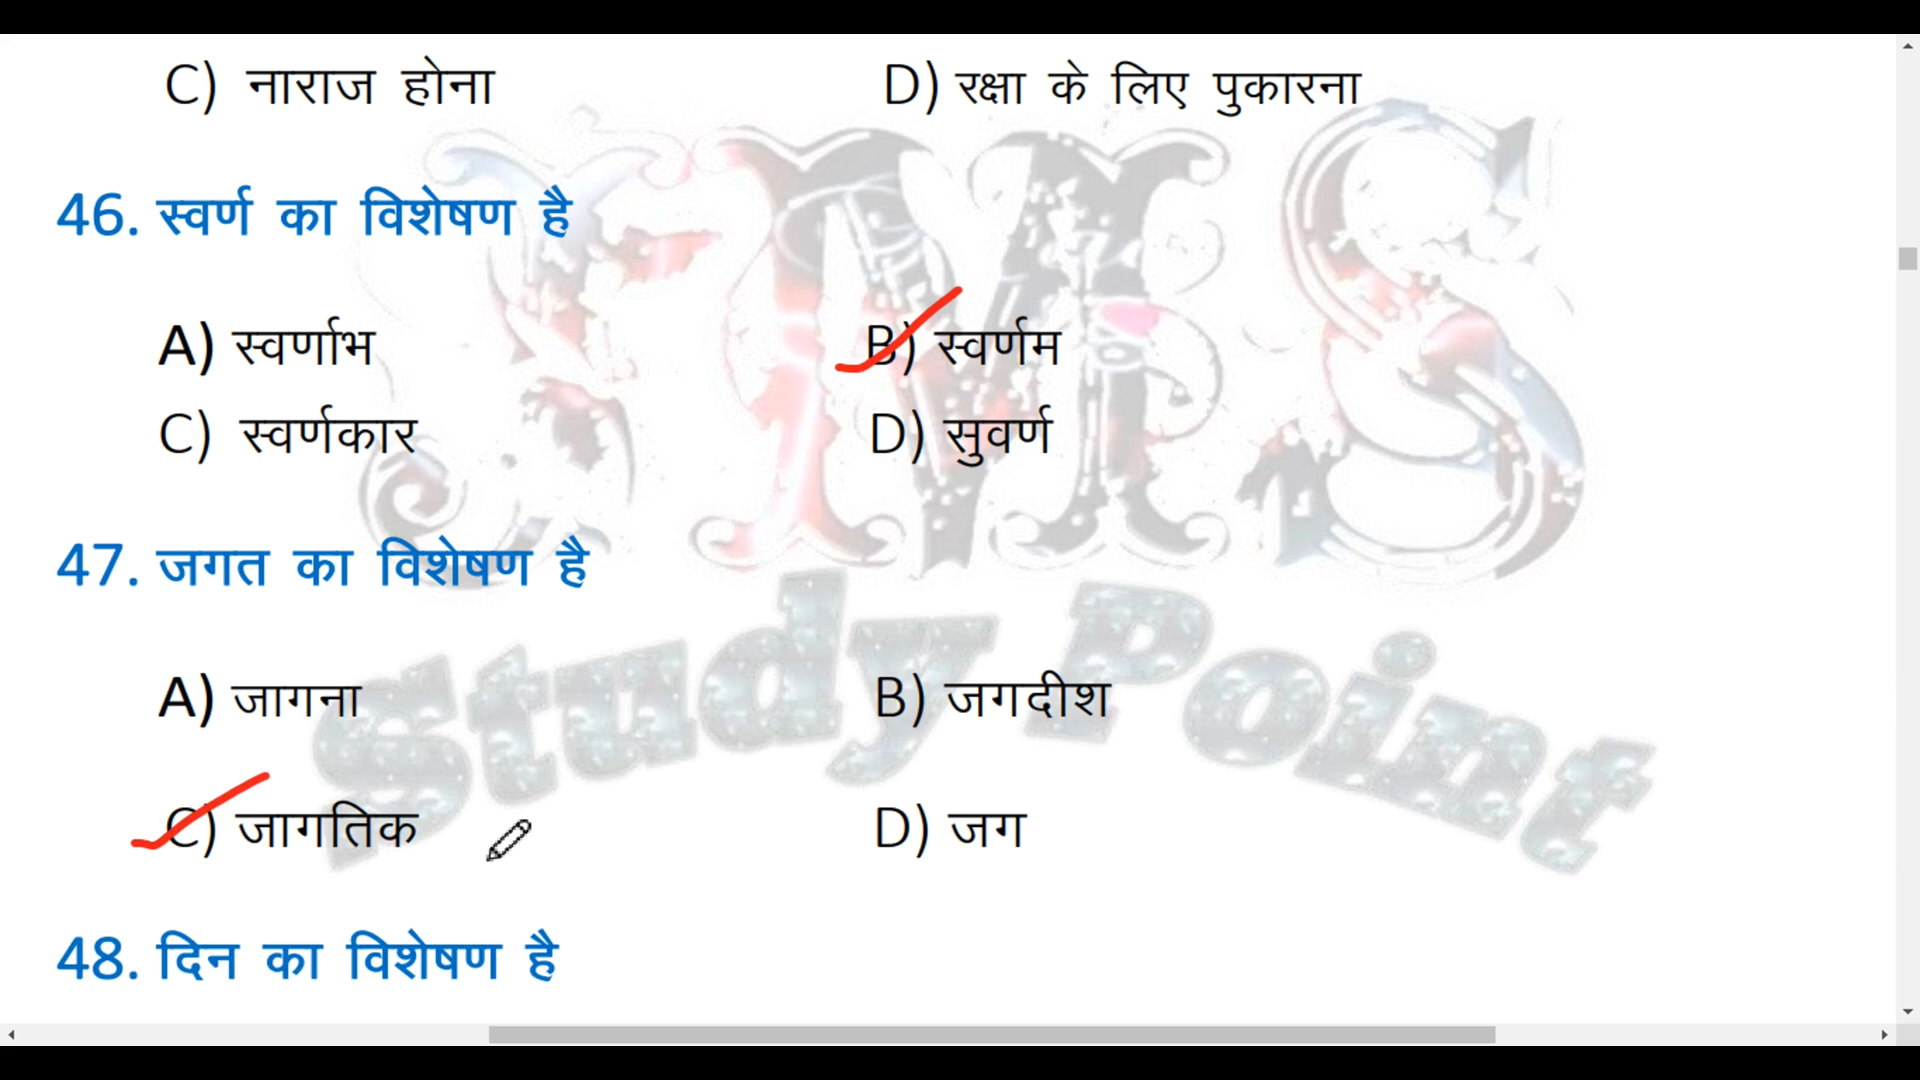 C) नाराज होना D) रक्षा के लिए पुकारना
46. स्वर्ण का विशेषण है
A) स्वर्णाभ B) स्वर्णम
C) स्वर्णकार D) सुवर्ण
47. जगत का विशेषण है
A) जागना B) जगदीश
C) जागतिक D) जग
48. दिन का विशेषण है
Study Point